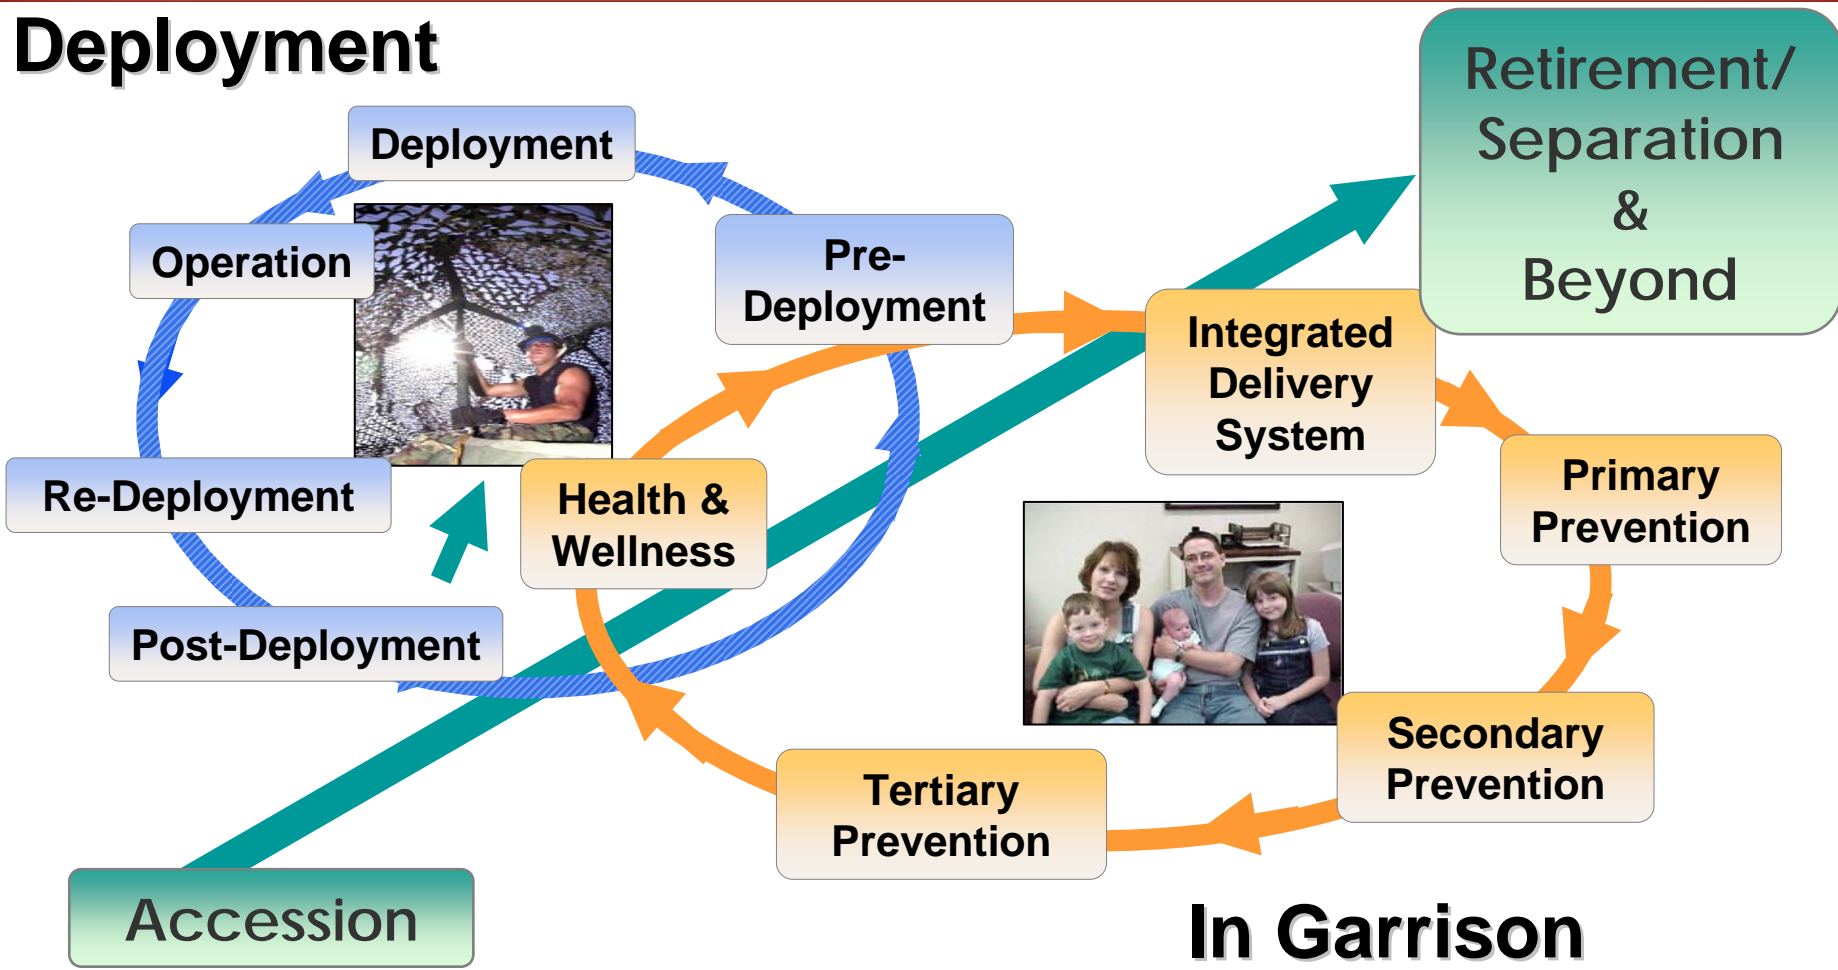 Deployment
Retirement/
Separation
&
Beyond
Deployment
Operation
Pre-
Deployment
Integrated
Delivery
System
Re-Deployment
Health &
Wellness
Primary
Prevention
Post-Deployment
Secondary
Prevention
Tertiary
Prevention
Accession
In Garrison